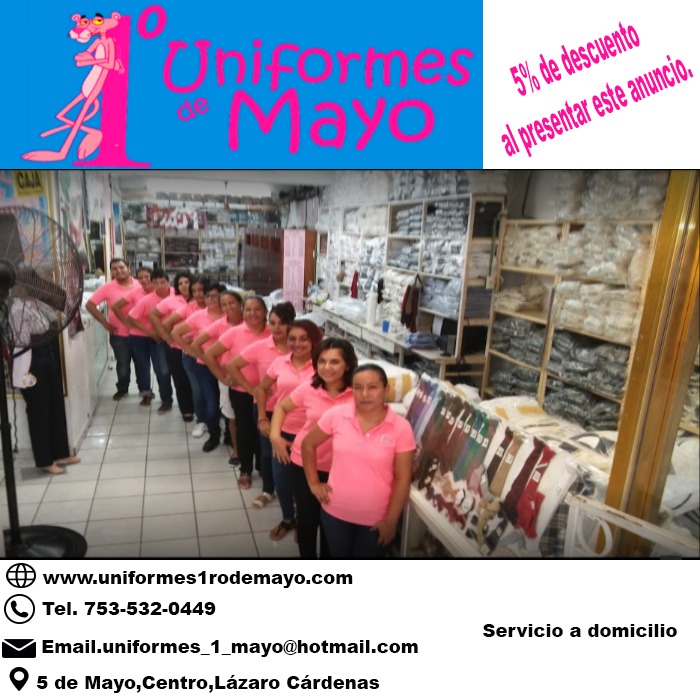 1º Uniformes
de Mayo
5% de descuento
al presentar este anuncio.
CAJA
www.uniformes1rodemayo.com
Tel. 753-532-0449
Email.uniformes_1_mayo@hotmail.com
Servicio a domicilio
5 de Mayo,Centro,Lázaro Cárdenas